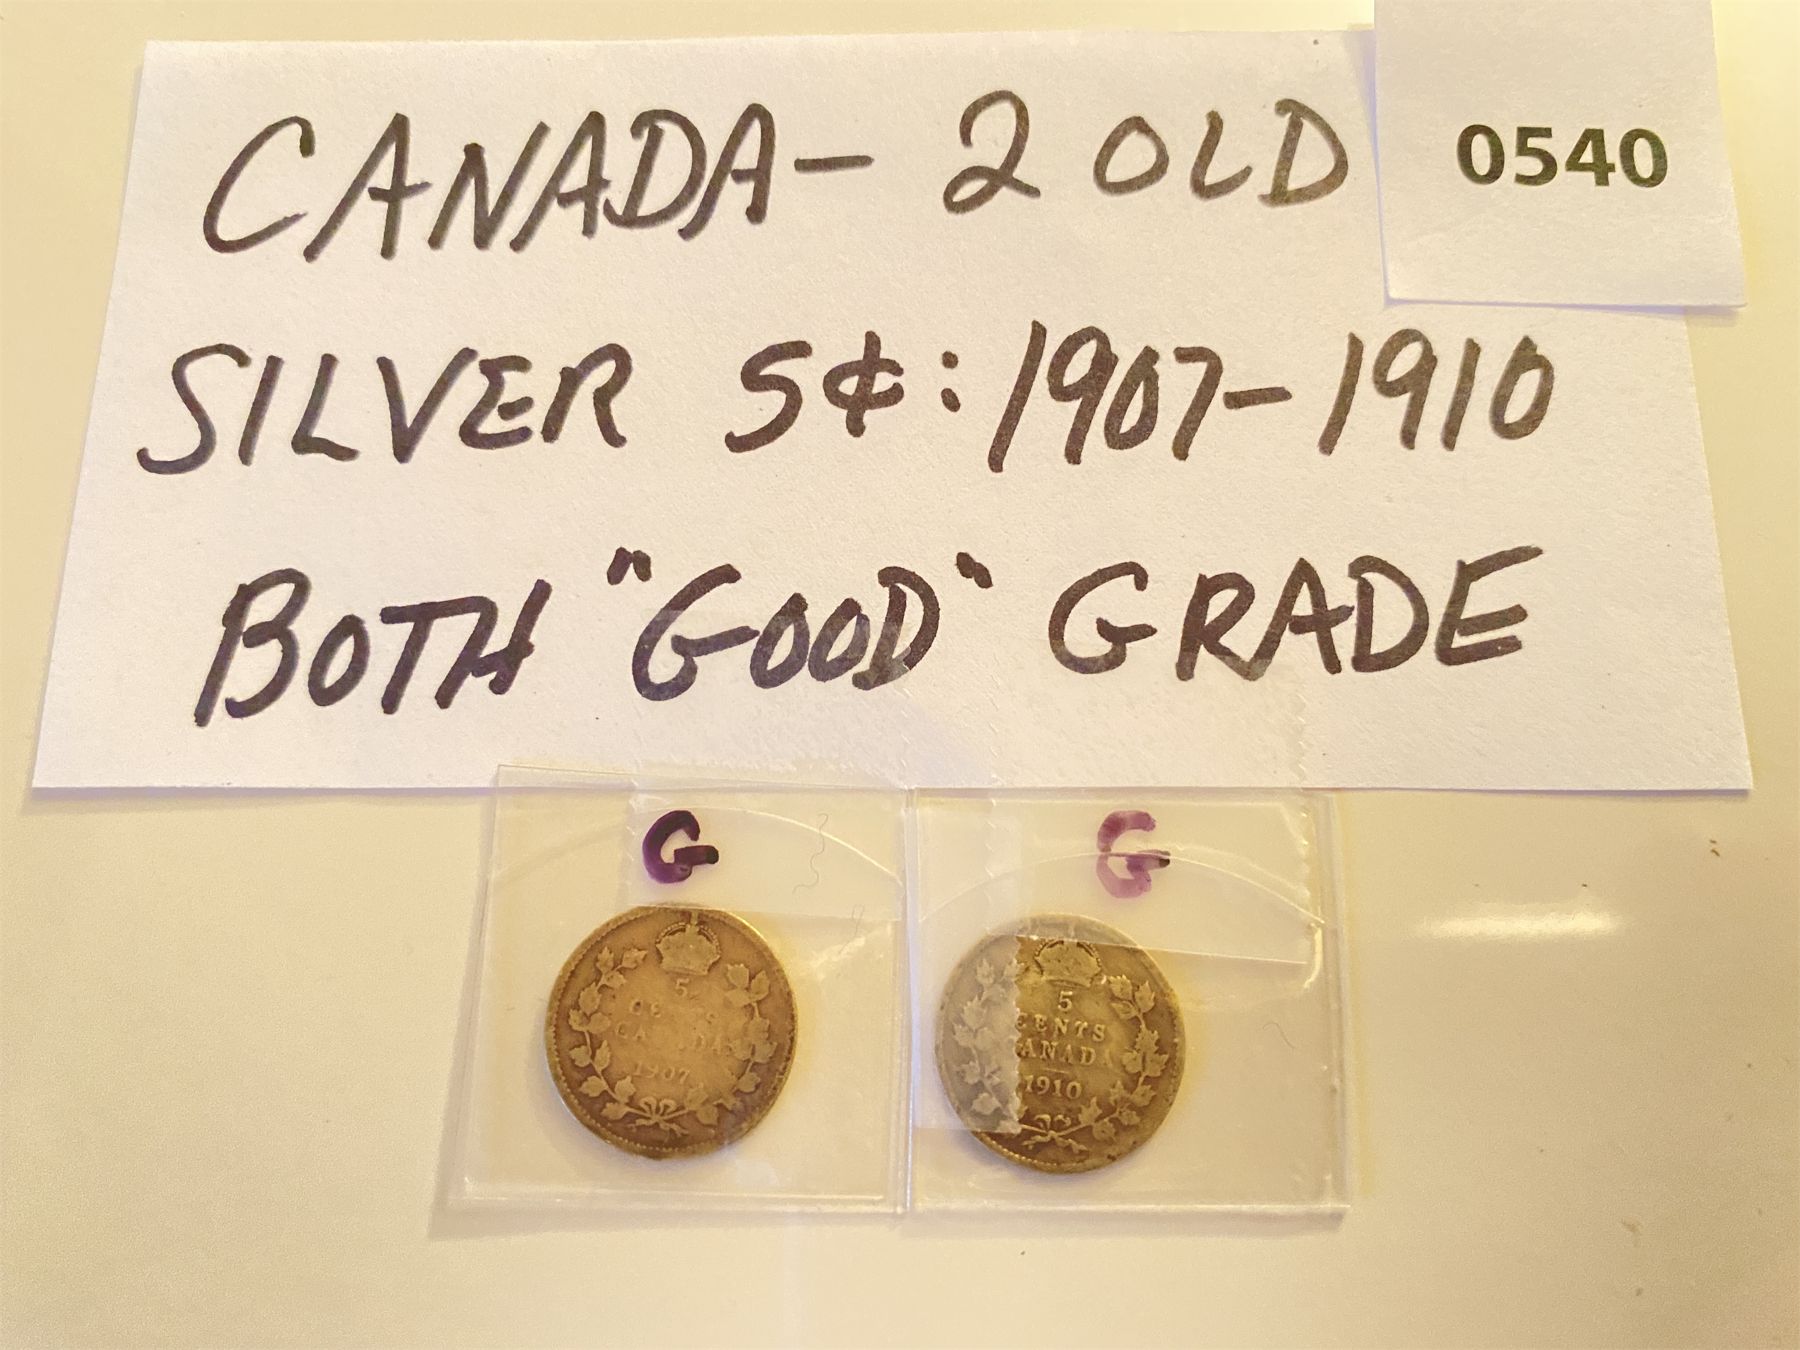 CANADA- 2 OLD
0540
SILVER 5¢: 1907-1910
BOTH "GOOD" GRADE
G
G
5
CENTS
CANADA
1907
5
CENTS
CANADA
1910